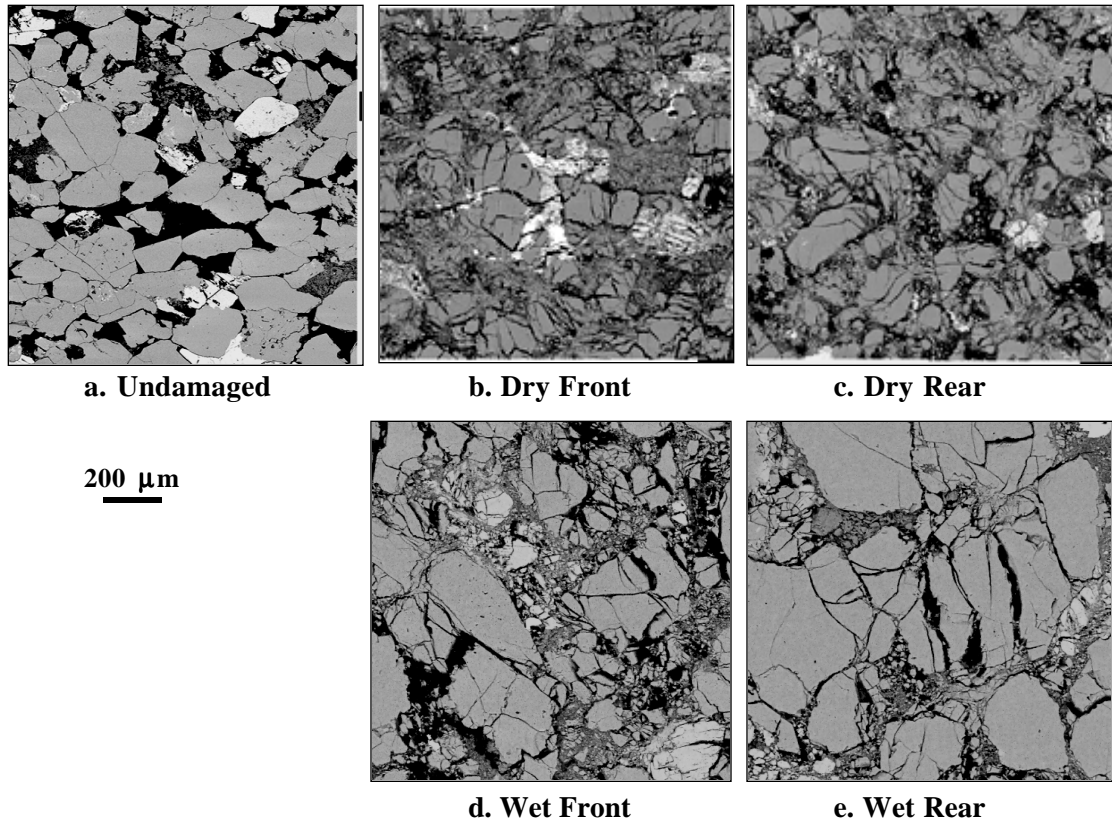 a. Undamaged
b. Dry Front
c. Dry Rear
200 μm
d. Wet Front
e. Wet Rear